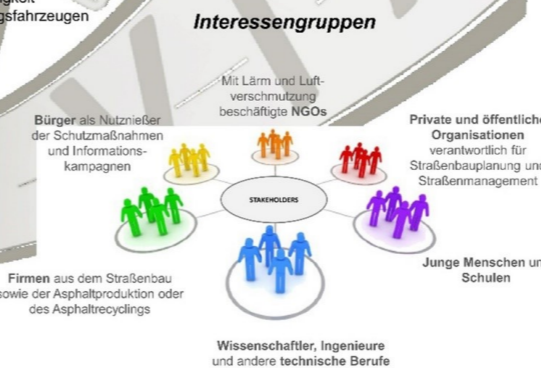 gsfahrzeugen
Interessengruppen
Mit Lärm und Luft-
verschmutzung
beschäftigte NGOs
Bürger als Nutznießer
der Schutzmaßnahmen
und Informations-
kampagnen
Private und öffentliche
Organisationen
verantwortlich für
Straßenbauplanung und
Straßenmanagement
STAKEHOLDERS
Firmen aus dem Straßenbau
sowie der Asphaltproduktion oder
des Asphaltrecyclings
Junge Menschen un
Schulen
Wissenschaftler, Ingenieure
und andere technische Berufe